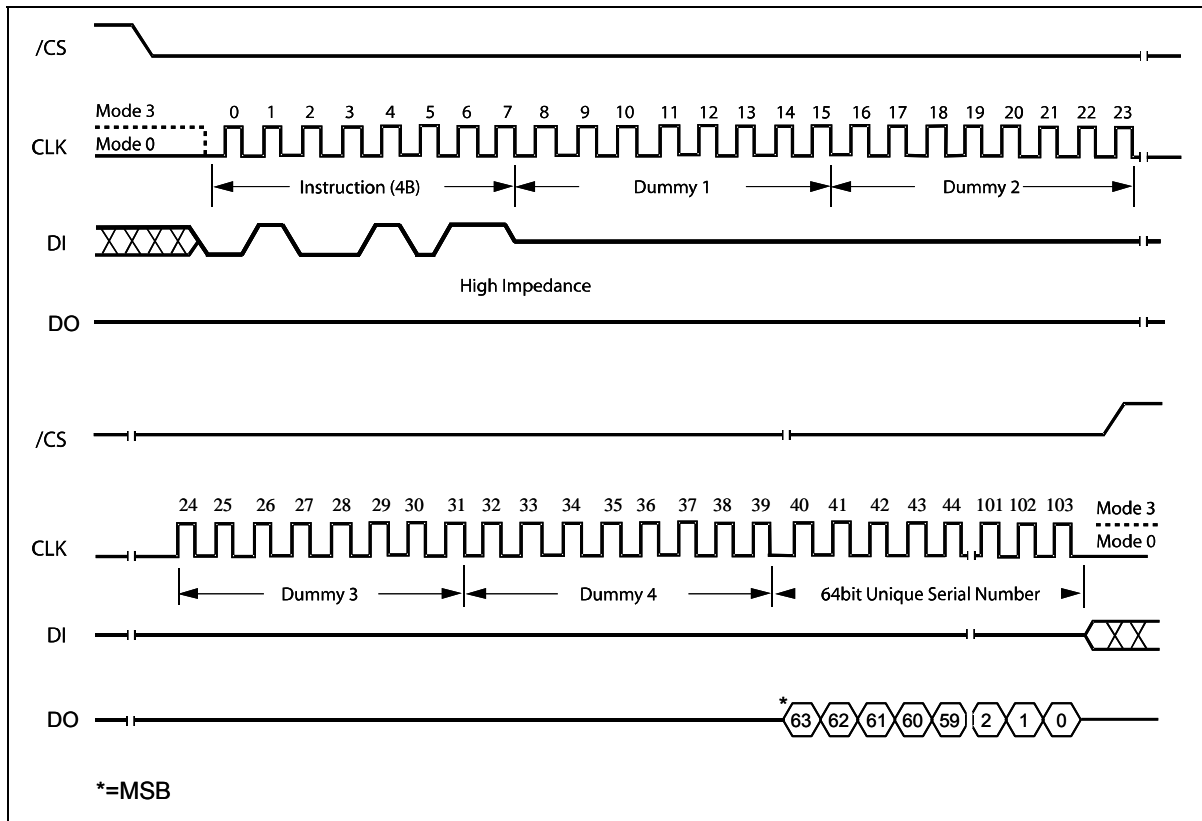 /CS
Mode 3
0 1 2 3 4 5 6 7 8 9 10 11 12 13 14 15 16 17 18 19 20 21 22 23
CLK
Mode 0
Instruction (4B) Dummy 1 Dummy 2
DI
High Impedance
DO
/CS
24 25 26 27 28 29 30 31 32 33 34 35 36 37 38 39 40 41 42 43 44 101 102 103
Mode 3
CLK
Mode 0
Dummy 3 Dummy 4 64bit Unique Serial Number
DI
*
DO 63 62 61 60 59 2 1 0
*=MSB